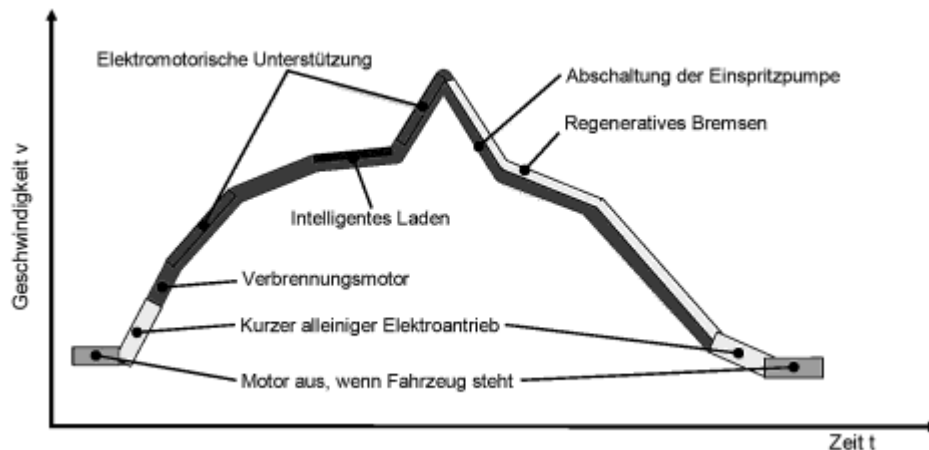 Elektromotorische Unterstützung
Abschaltung der Einspritzpumpe
Regeneratives Bremsen
Geschwindigkeit v
Intelligentes Laden
Verbrennungsmotor
Kurzer alleiniger Elektroantrieb
Motor aus, wenn Fahrzeug steht
Zeit t